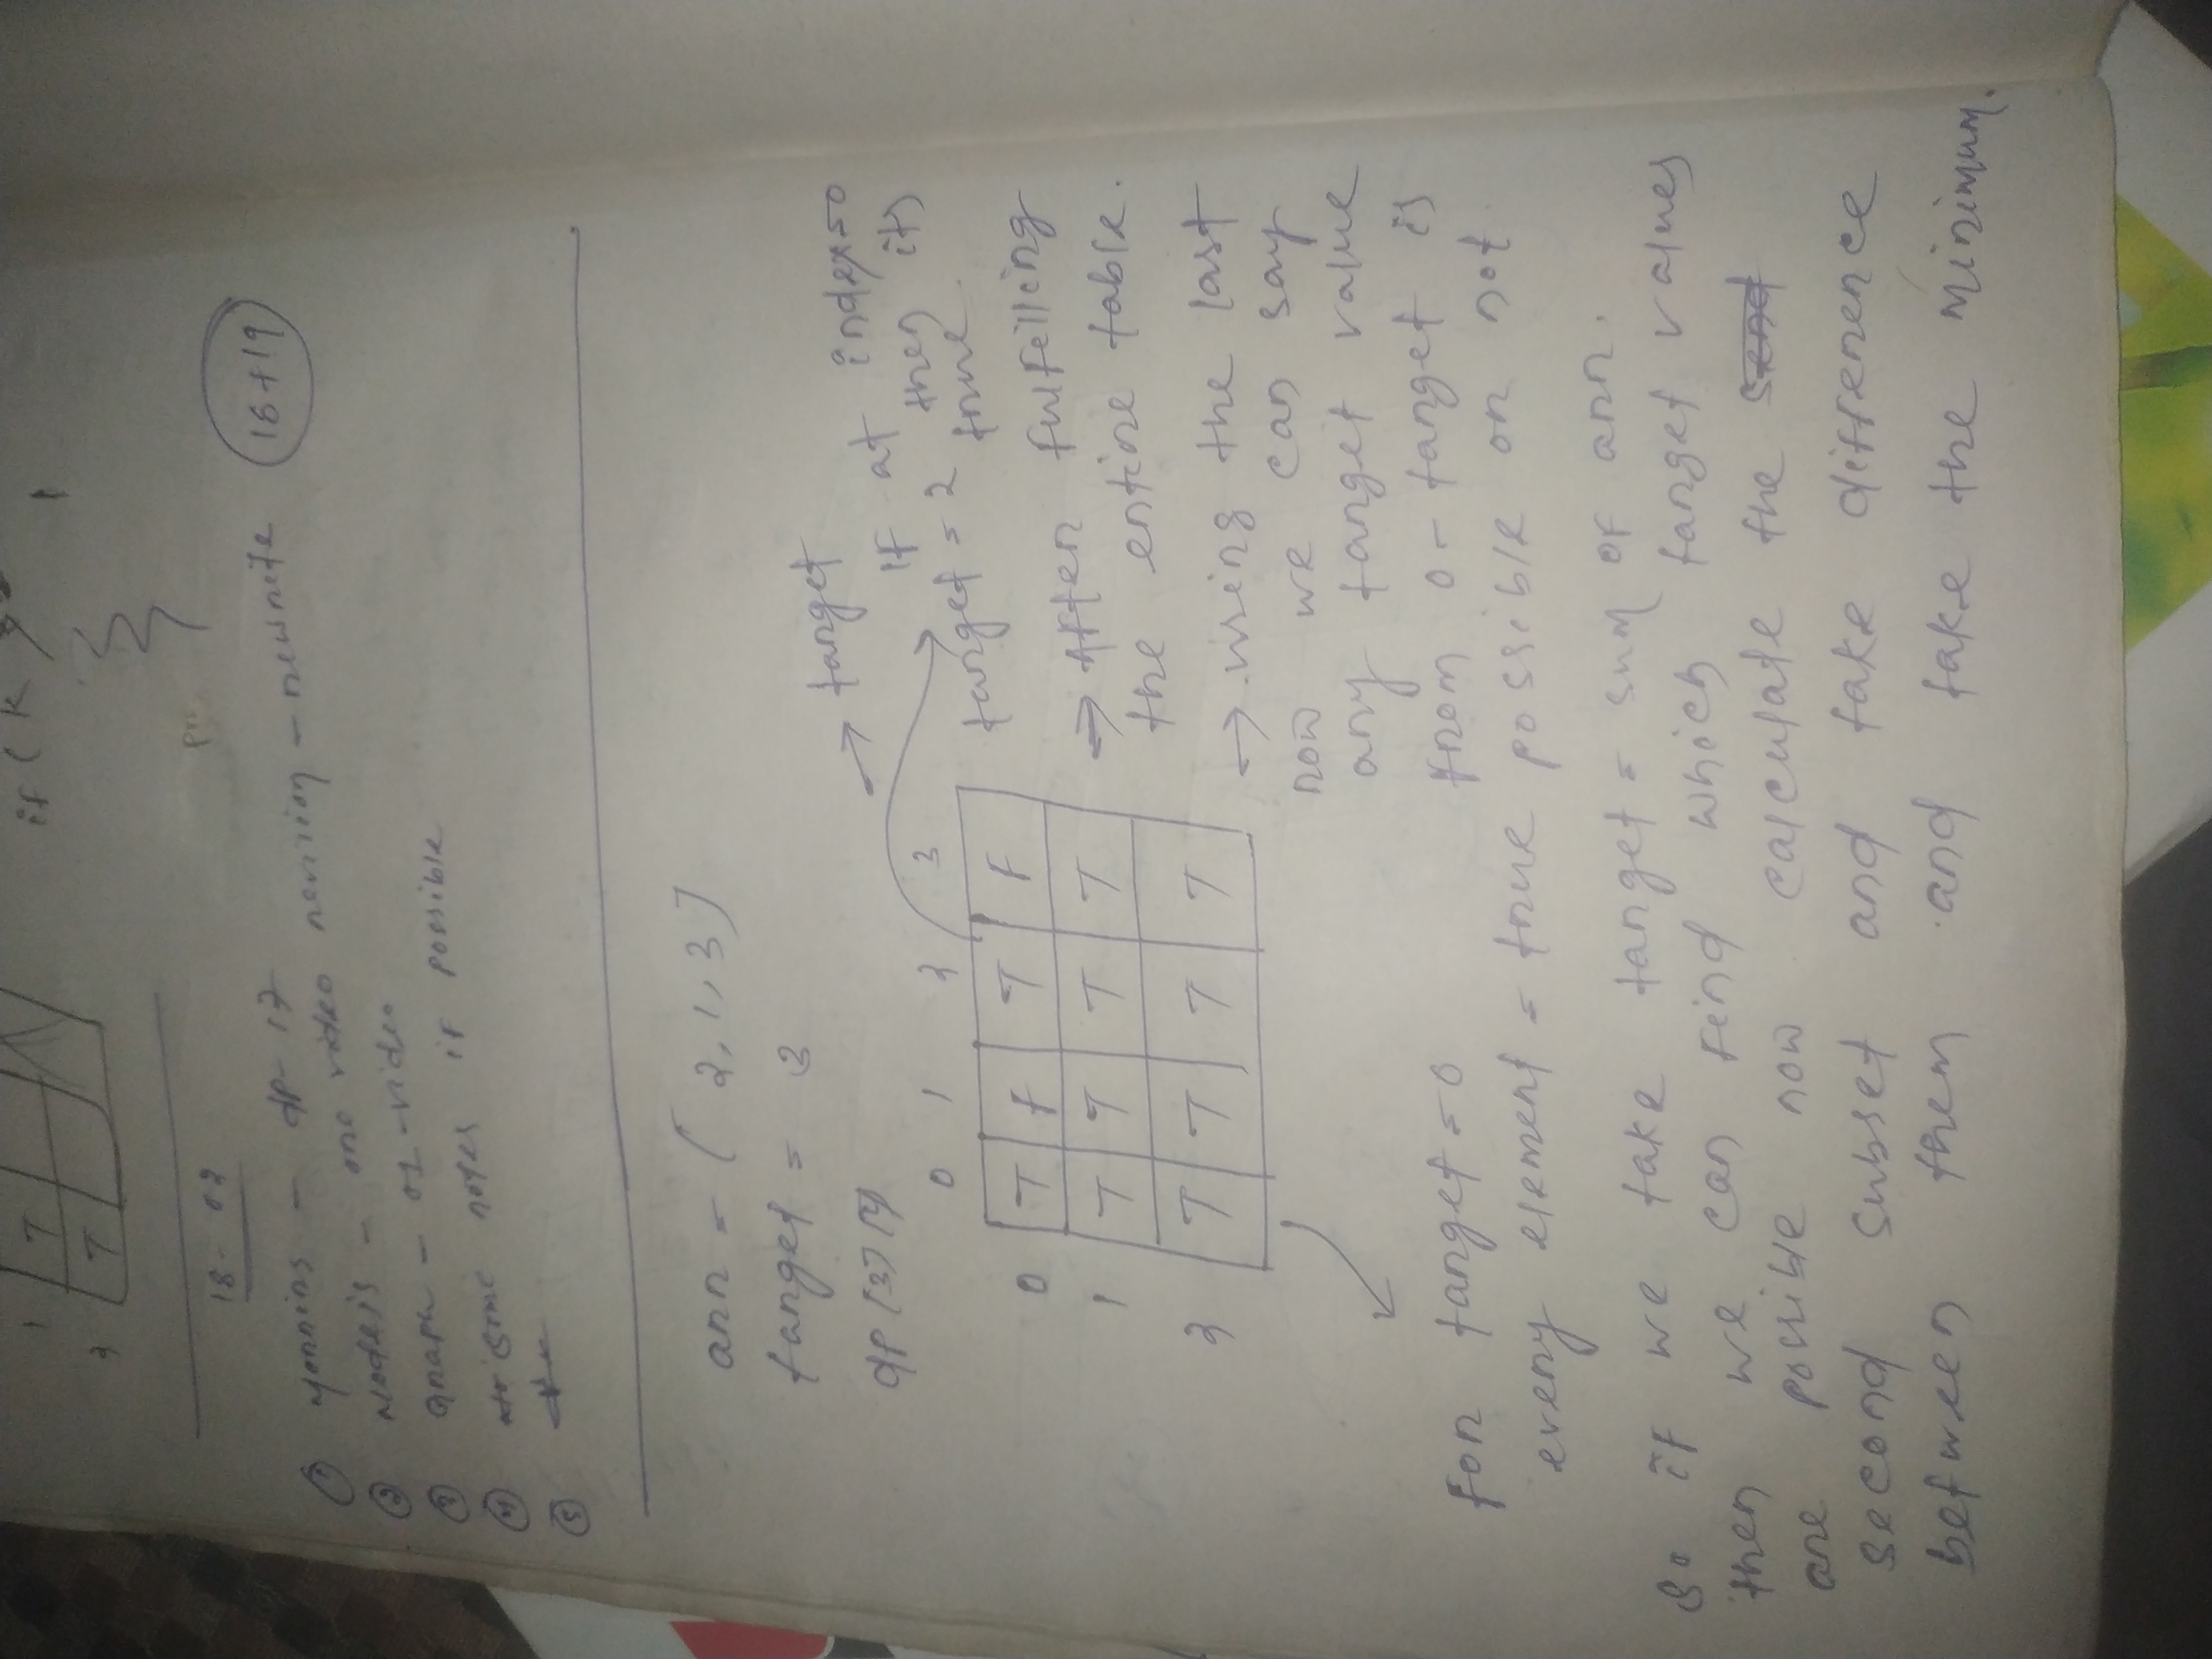 1 T
2 T
if ( k
18-02
① Morning - dp-17
② Nodejs - one video revision - rewrite
18+19
③ Graph - 01-video
④ some notes if possible
⑤
arr = [ 2, 1, 3 ]
target = 3
dp [3] [4]
→ target
0 1 2 3
0 T F T F
1 T T T T
2 T T T T
if at index=0
target = 2 then its
true.
→ After fulfilling
the entire table.
→ using the last
row we can say
any target value
from 0 - target is
possible or not
For target = 0
every element = true
So if we take target = sum of arr.
then we can find which target values
are possible now calculate the
second subset and take difference
between them and take the minimum.